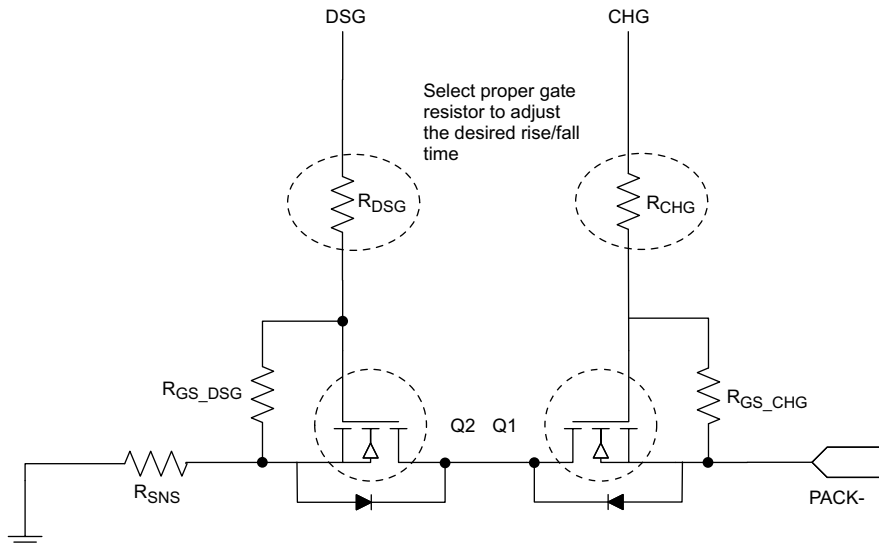 DSG
CHG
Select proper gate
resistor to adjust
the desired rise/fall
time
RDSG
RCHG
RGS_DSG
RGS_CHG
Q2
Q1
RSNS
PACK-